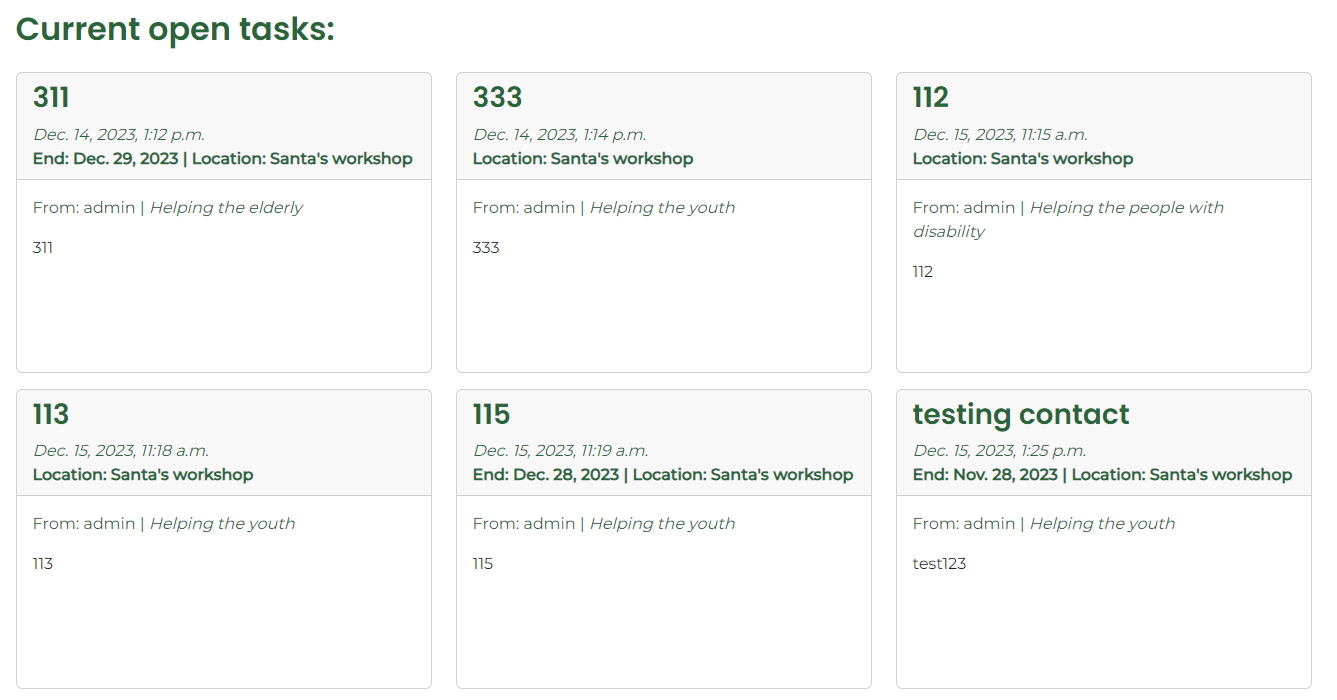 Current open tasks:
311
Dec. 14, 2023, 1:12 p.m.
End: Dec. 29, 2023 | Location: Santa's workshop
From: admin | Helping the elderly
311
333
Dec. 14, 2023, 1:14 p.m.
Location: Santa's workshop
From: admin | Helping the youth
333
112
Dec. 15, 2023, 11:15 a.m.
Location: Santa's workshop
From: admin | Helping the people with
disability
112
113
Dec. 15, 2023, 11:18 a.m.
Location: Santa's workshop
From: admin | Helping the youth
113
115
Dec. 15, 2023, 11:19 a.m.
End: Dec. 28, 2023 | Location: Santa's workshop
From: admin | Helping the youth
115
testing contact
Dec. 15, 2023, 1:25 p.m.
End: Nov. 28, 2023 | Location: Santa's workshop
From: admin | Helping the youth
test123